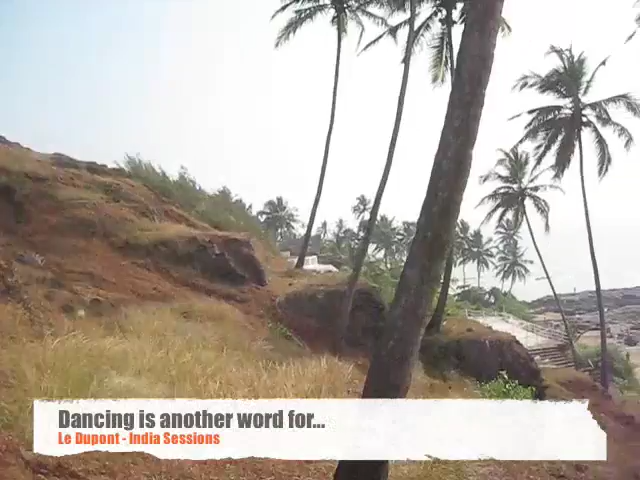 Dancing is another word for...
Le Dupont - India Sessions